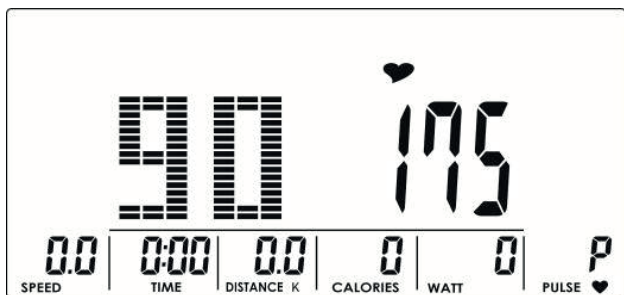 90 175
0.0 0:00 0.0 0 0 P
SPEED TIME DISTANCE K CALORIES WATT PULSE